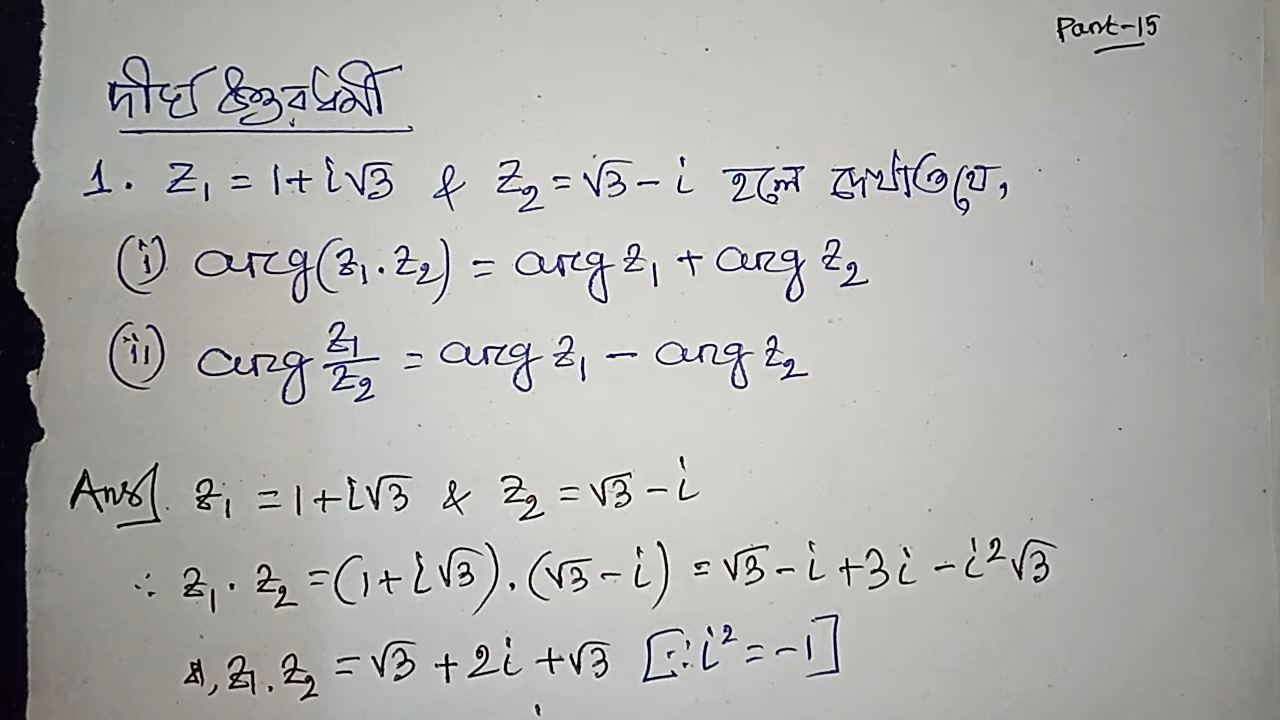 Part-15
দীর্ঘ উত্তরধর্মী
1. z₁ = 1+i√3 & z₂ = √3-i হলে দেখাও যে,
(i) arg(z₁.z₂) = arg z₁ + arg z₂
(ii) arg z₁/z₂ = arg z₁ - arg z₂
Ans]. z₁ = 1+i√3 & z₂ = √3-i
∴ z₁.z₂ = (1+i√3).(√3-i) = √3-i+3i-i²√3
বা, z₁.z₂ = √3+2i+√3 [∵ i² = -1]